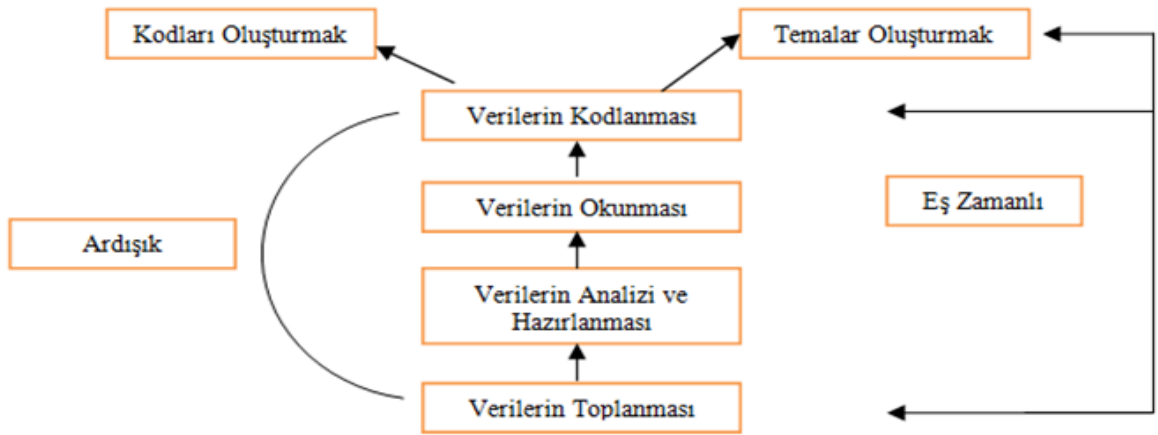 Kodları Oluşturmak
Temalar Oluşturmak
Verilerin Kodlanması
Verilerin Okunması
Eş Zamanlı
Ardışık
Verilerin Analizi ve
Hazırlanması
Verilerin Toplanması